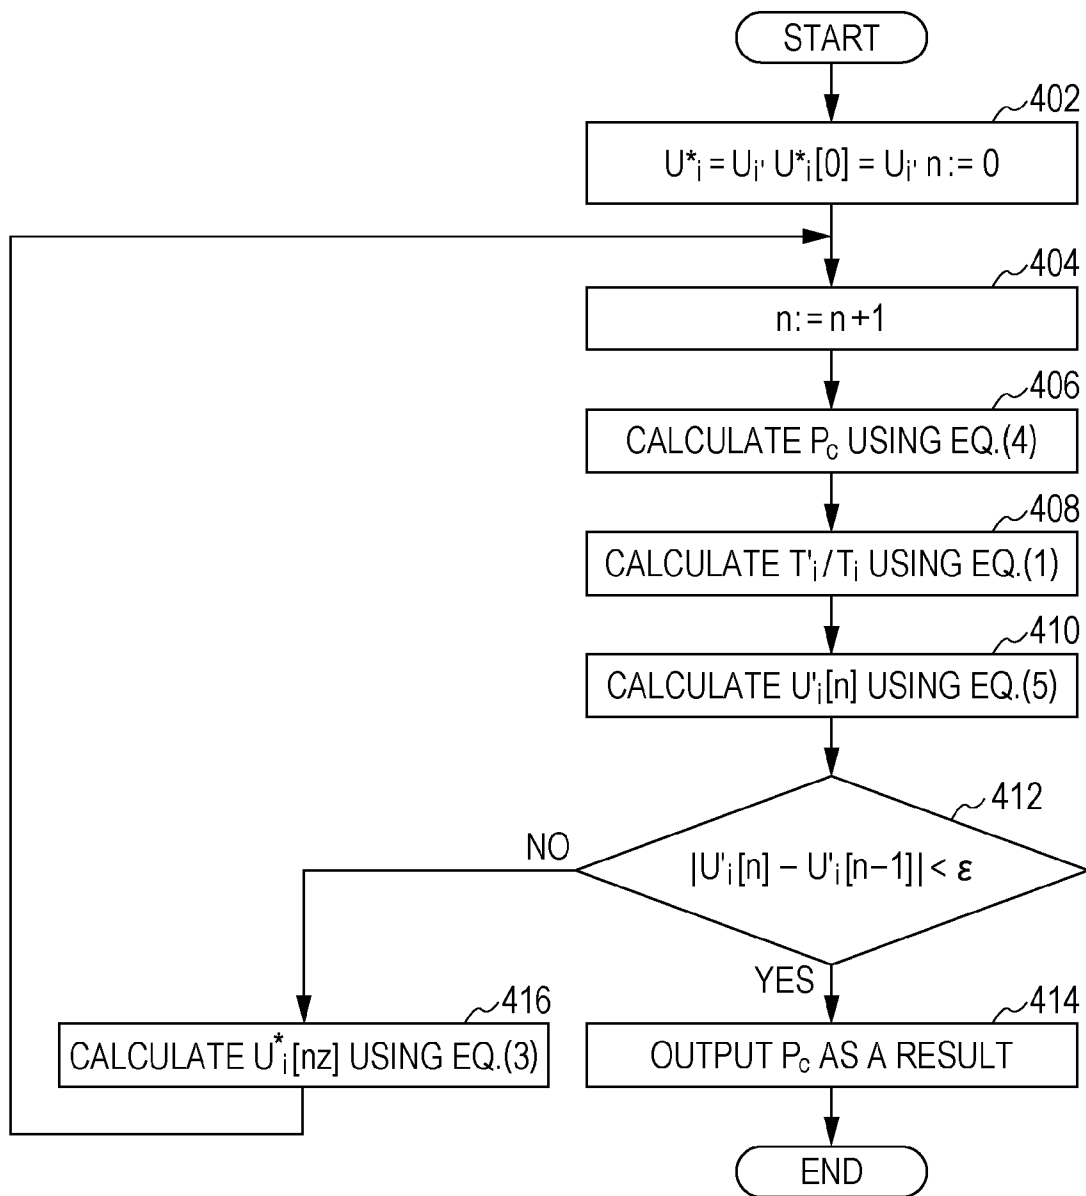 START
402
U*i = Ui' U*i[0] = Ui' n := 0
404
n:=n+1
406
CALCULATE Pc USING EQ.(4)
408
CALCULATE T'i/Ti USING EQ.(1)
410
CALCULATE U'i[n] USING EQ.(5)
412
|U'i[n] – U'i[n–1]| < ε
NO
YES
416
CALCULATE U*i[nz] USING EQ.(3)
414
OUTPUT Pc AS A RESULT
END